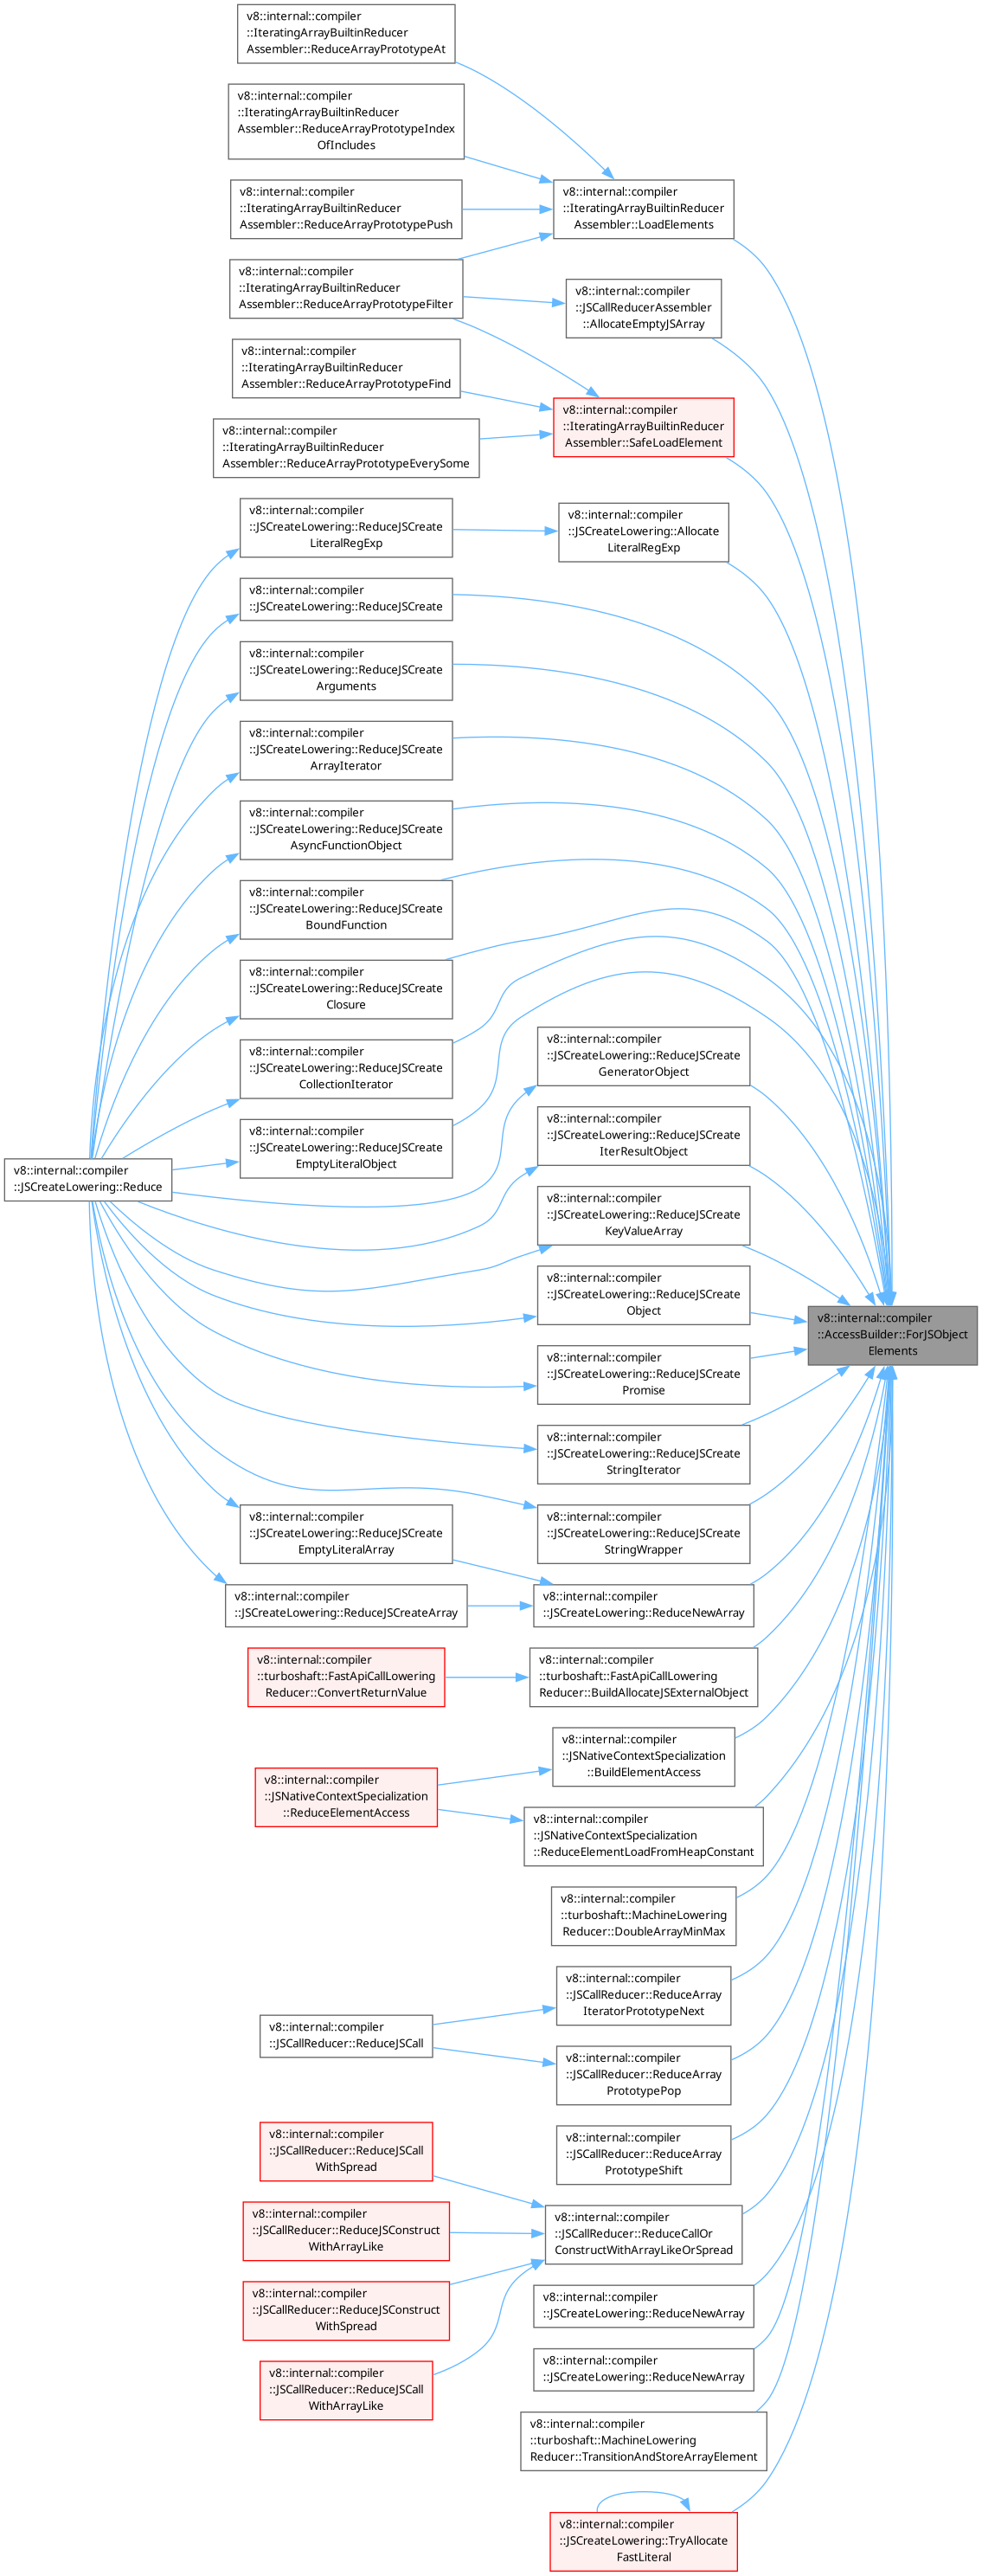 v8::internal::compiler
::IteratingArrayBuiltinReducer
Assembler::ReduceArrayPrototypeAt
v8::internal::compiler
::IteratingArrayBuiltinReducer
Assembler::ReduceArrayPrototypeIndex
OfIncludes
v8::internal::compiler
::IteratingArrayBuiltinReducer
Assembler::ReduceArrayPrototypePush
v8::internal::compiler
::IteratingArrayBuiltinReducer
Assembler::LoadElements
v8::internal::compiler
::IteratingArrayBuiltinReducer
Assembler::ReduceArrayPrototypeFilter
v8::internal::compiler
::JSCallReducerAssembler
::AllocateEmptyJSArray
v8::internal::compiler
::IteratingArrayBuiltinReducer
Assembler::ReduceArrayPrototypeFind
v8::internal::compiler
::IteratingArrayBuiltinReducer
Assembler::SafeLoadElement
v8::internal::compiler
::IteratingArrayBuiltinReducer
Assembler::ReduceArrayPrototypeEverySome
v8::internal::compiler
::JSCreateLowering::ReduceJSCreate
LiteralRegExp
v8::internal::compiler
::JSCreateLowering::Allocate
LiteralRegExp
v8::internal::compiler
::JSCreateLowering::ReduceJSCreate
v8::internal::compiler
::JSCreateLowering::ReduceJSCreate
Arguments
v8::internal::compiler
::JSCreateLowering::ReduceJSCreate
ArrayIterator
v8::internal::compiler
::JSCreateLowering::ReduceJSCreate
AsyncFunctionObject
v8::internal::compiler
::JSCreateLowering::ReduceJSCreate
BoundFunction
v8::internal::compiler
::JSCreateLowering::ReduceJSCreate
Closure
v8::internal::compiler
::JSCreateLowering::ReduceJSCreate
CollectionIterator
v8::internal::compiler
::JSCreateLowering::ReduceJSCreate
GeneratorObject
v8::internal::compiler
::JSCreateLowering::ReduceJSCreate
EmptyLiteralObject
v8::internal::compiler
::JSCreateLowering::ReduceJSCreate
IterResultObject
v8::internal::compiler
::JSCreateLowering::Reduce
v8::internal::compiler
::JSCreateLowering::ReduceJSCreate
KeyValueArray
v8::internal::compiler
::JSCreateLowering::ReduceJSCreate
Object
v8::internal::compiler
::AccessBuilder::ForJSObject
Elements
v8::internal::compiler
::JSCreateLowering::ReduceJSCreate
Promise
v8::internal::compiler
::JSCreateLowering::ReduceJSCreate
StringIterator
v8::internal::compiler
::JSCreateLowering::ReduceJSCreate
EmptyLiteralArray
v8::internal::compiler
::JSCreateLowering::ReduceJSCreate
StringWrapper
v8::internal::compiler
::JSCreateLowering::ReduceJSCreateArray
v8::internal::compiler
::JSCreateLowering::ReduceNewArray
v8::internal::compiler
::turboshaft::FastApiCallLowering
Reducer::ConvertReturnValue
v8::internal::compiler
::turboshaft::FastApiCallLowering
Reducer::BuildAllocateJSExternalObject
v8::internal::compiler
::JSNativeContextSpecialization
::BuildElementAccess
v8::internal::compiler
::JSNativeContextSpecialization
::ReduceElementAccess
v8::internal::compiler
::JSNativeContextSpecialization
::ReduceElementLoadFromHeapConstant
v8::internal::compiler
::turboshaft::MachineLowering
Reducer::DoubleArrayMinMax
v8::internal::compiler
::JSCallReducer::ReduceArray
IteratorPrototypeNext
v8::internal::compiler
::JSCallReducer::ReduceJSCall
v8::internal::compiler
::JSCallReducer::ReduceArray
PrototypePop
v8::internal::compiler
::JSCallReducer::ReduceArray
PrototypeShift
v8::internal::compiler
::JSCallReducer::ReduceJSCall
WithSpread
v8::internal::compiler
::JSCallReducer::ReduceJSConstruct
WithArrayLike
v8::internal::compiler
::JSCallReducer::ReduceCallOr
ConstructWithArrayLikeOrSpread
v8::internal::compiler
::JSCallReducer::ReduceJSConstruct
WithSpread
v8::internal::compiler
::JSCreateLowering::ReduceNewArray
v8::internal::compiler
::JSCallReducer::ReduceJSCall
WithArrayLike
v8::internal::compiler
::JSCreateLowering::ReduceNewArray
v8::internal::compiler
::turboshaft::MachineLowering
Reducer::TransitionAndStoreArrayElement
v8::internal::compiler
::JSCreateLowering::TryAllocate
FastLiteral